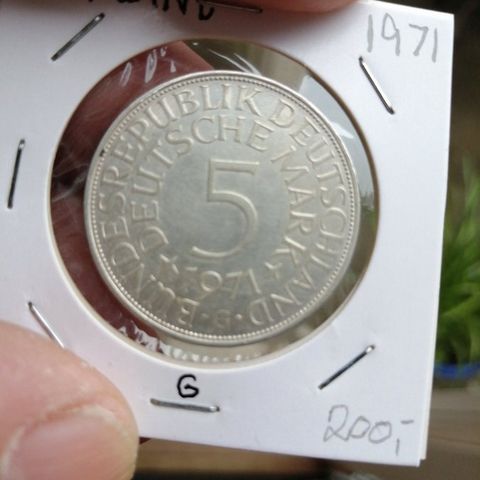 1971
BUNDESREPUBLIK DEUTSCHLAND
DEUTSCHE MARK
5
1971
G
G
200,-